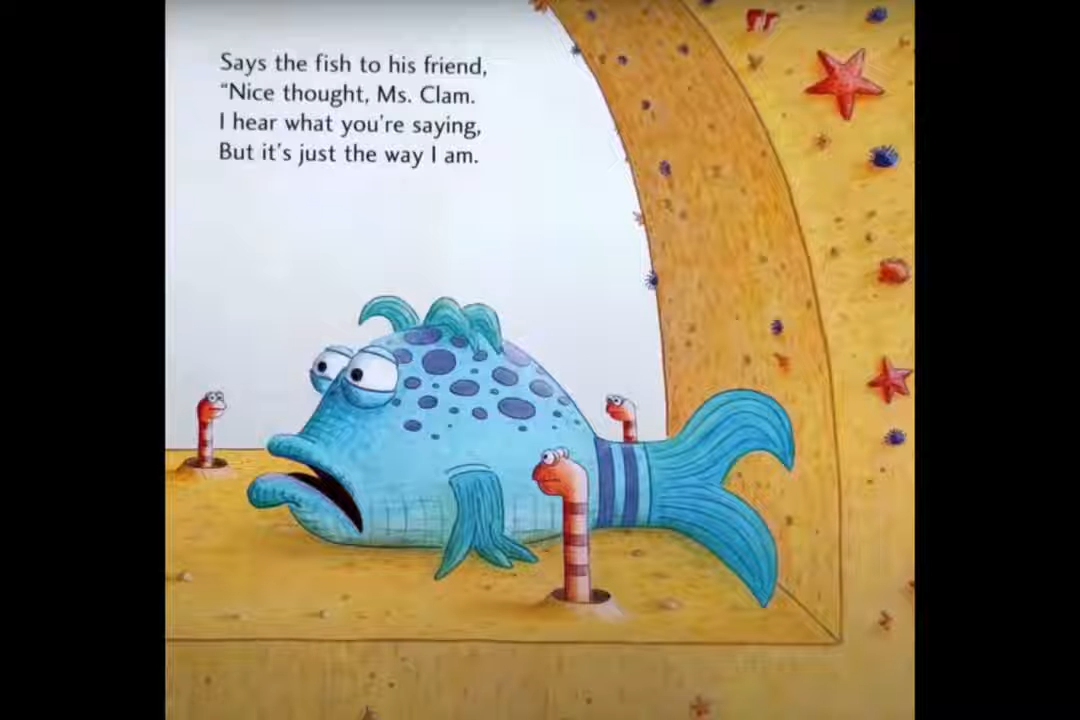 Says the fish to his friend,
“Nice thought, Ms. Clam.
I hear what you’re saying,
But it’s just the way I am.